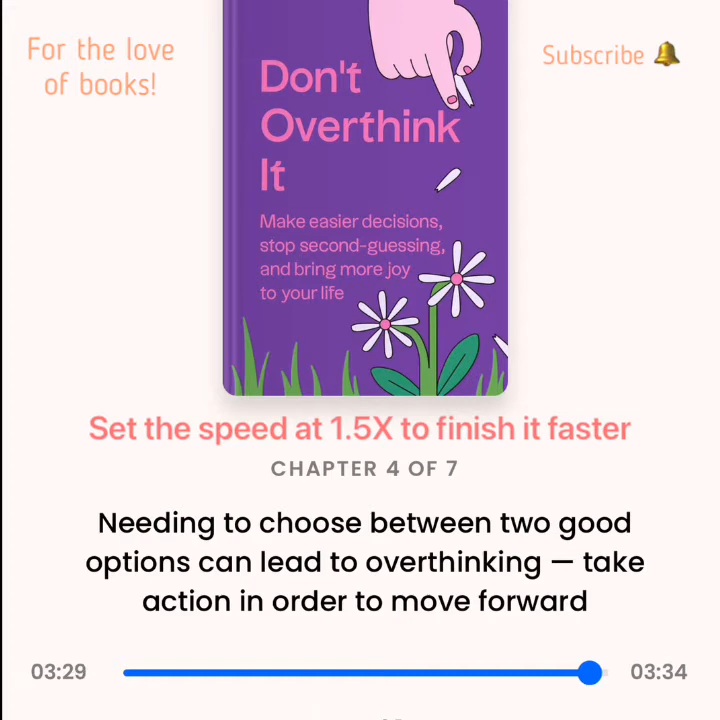 For the love
of books!
Subscribe 🔔
Don't
Overthink
It
Make easier decisions,
stop second-guessing,
and bring more joy
to your life
Set the speed at 1.5X to finish it faster
CHAPTER 4 OF 7
Needing to choose between two good
options can lead to overthinking — take
action in order to move forward
03:29
03:34